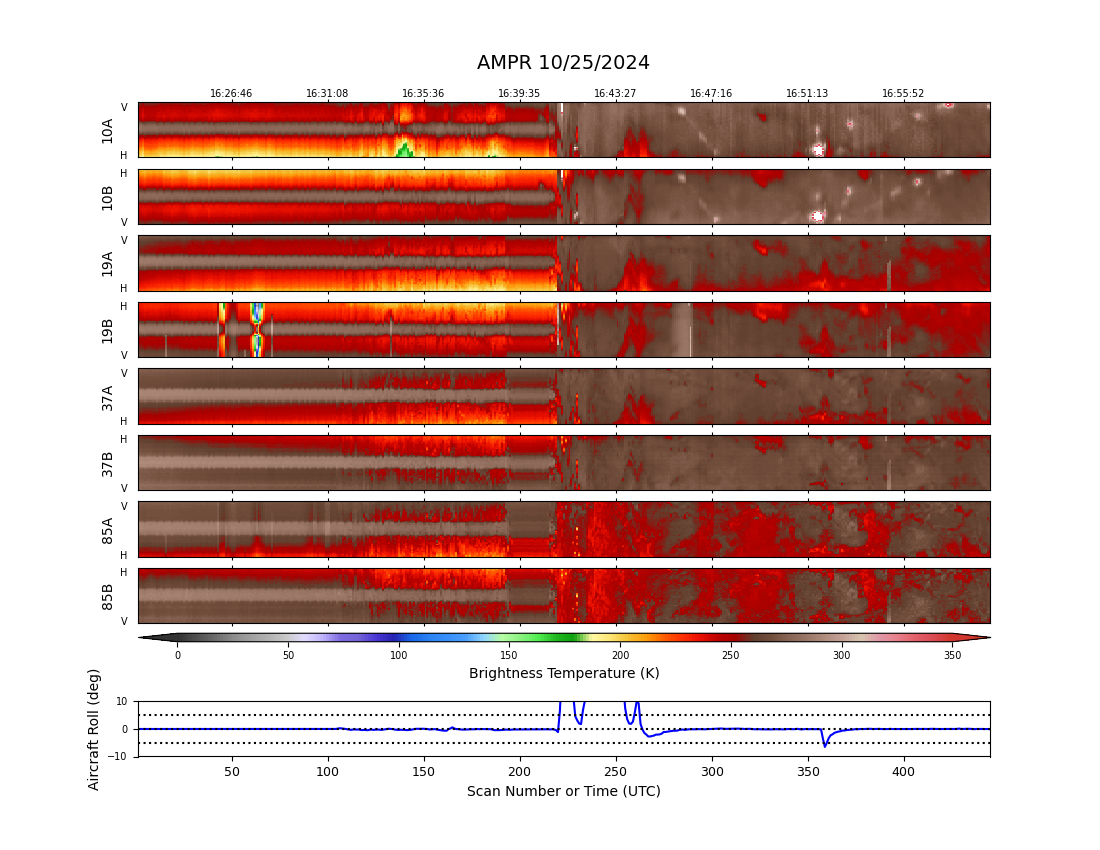 AMPR 10/25/2024
16:26:46 16:31:08 16:35:36 16:39:35 16:43:27 16:47:16 16:51:13 16:55:52
V
10A
H
H
10B
V
V
19A
H
H
19B
V
V
37A
H
H
37B
V
V
85A
H
H
85B
V
0 50 100 150 200 250 300 350
Brightness Temperature (K)
Aircraft Roll (deg)
10
0
−10
50 100 150 200 250 300 350 400
Scan Number or Time (UTC)